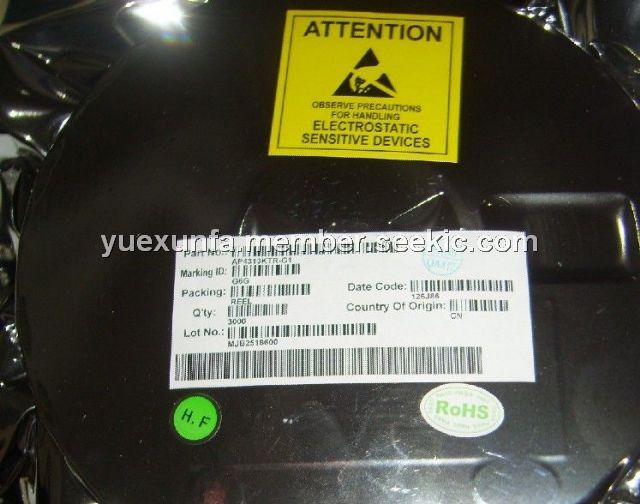 ATTENTION
OBSERVE PRECAUTIONS
FOR HANDLING
ELECTROSTATIC
SENSITIVE DEVICES
yuexunfa.member.seekic.com
Part No.:
AP4313KTR-G1
Marking ID:
G6G
Packing:
REEL
Date Code:
126J86
Q'ty:
3000
Country Of Origin:
CN
Lot No.:
MJB2518600
H.F
RoHS